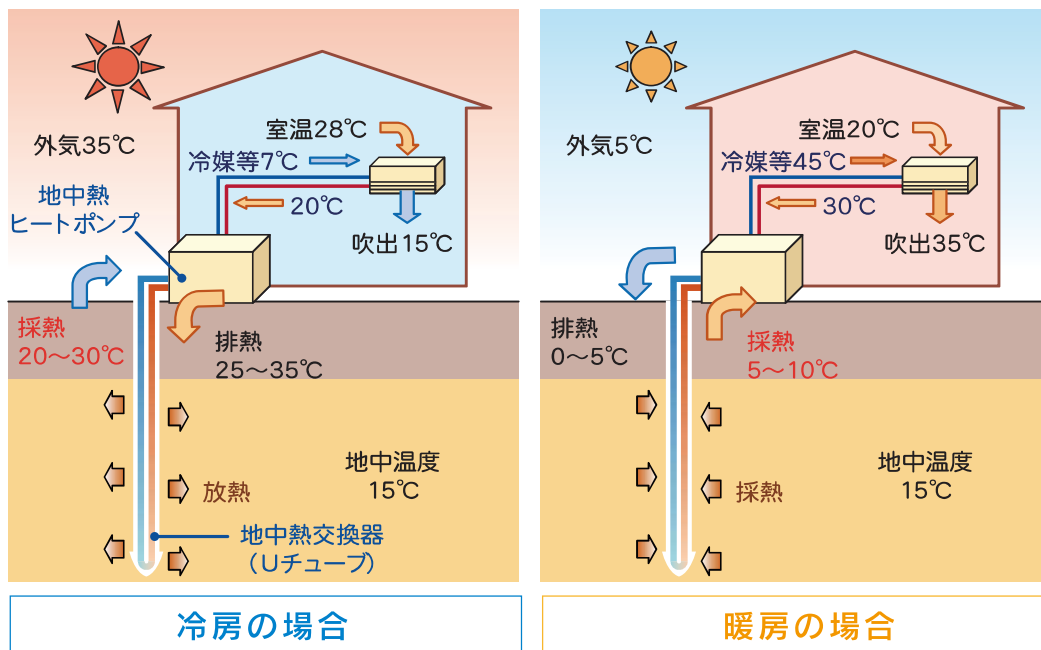 外気35℃
室温28℃
冷媒等7℃
20℃
吹出15℃
地中熱
ヒートポンプ
採熱
20～30℃
排熱
25～35℃
地中温度
15℃
放熱
地中熱交換器
（Uチューブ）
冷房の場合
外気5℃
室温20℃
冷媒等45℃
30℃
吹出35℃
排熱
0～5℃
採熱
5～10℃
地中温度
15℃
採熱
暖房の場合